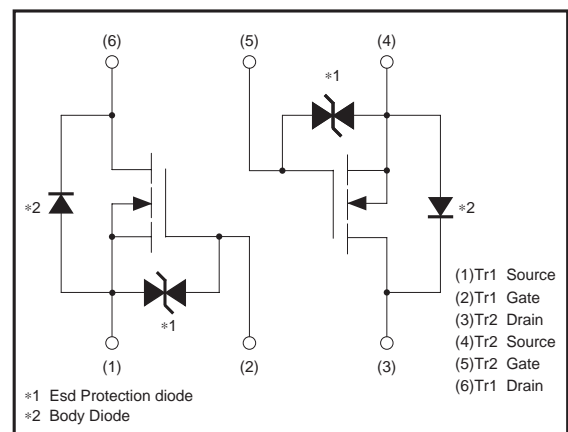 (6) (5) (4)
∗1
∗2
∗2
∗1
(1) (2) (3)
(1)Tr1 Source
(2)Tr1 Gate
(3)Tr2 Drain
(4)Tr2 Source
(5)Tr2 Gate
(6)Tr1 Drain
∗1 Esd Protection diode
∗2 Body Diode